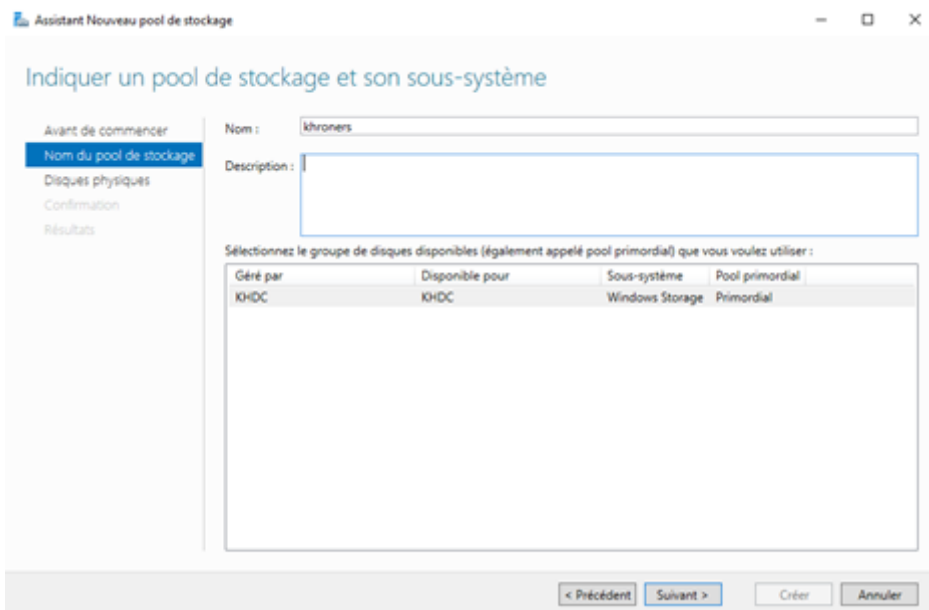 Assistant Nouveau pool de stockage
Indiquer un pool de stockage et son sous-système
Avant de commencer
Nom du pool de stockage
Disques physiques
Confirmation
Résultats
Nom :
khroners
Description :
Sélectionnez le groupe de disques disponibles (également appelé pool primordial) que vous voulez utiliser :
Géré par Disponible pour Sous-système Pool primordial
KHDC KHDC Windows Storage Primordial
< Précédent Suivant > Créer Annuler